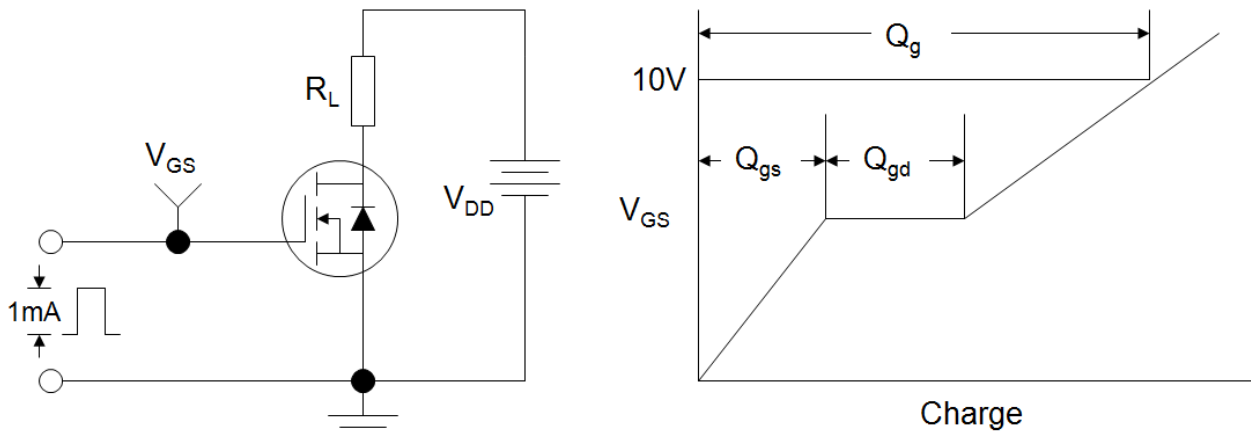 R_L
V_GS
V_DD
1mA
Q_g
10V
Q_gs
Q_gd
V_GS
Charge